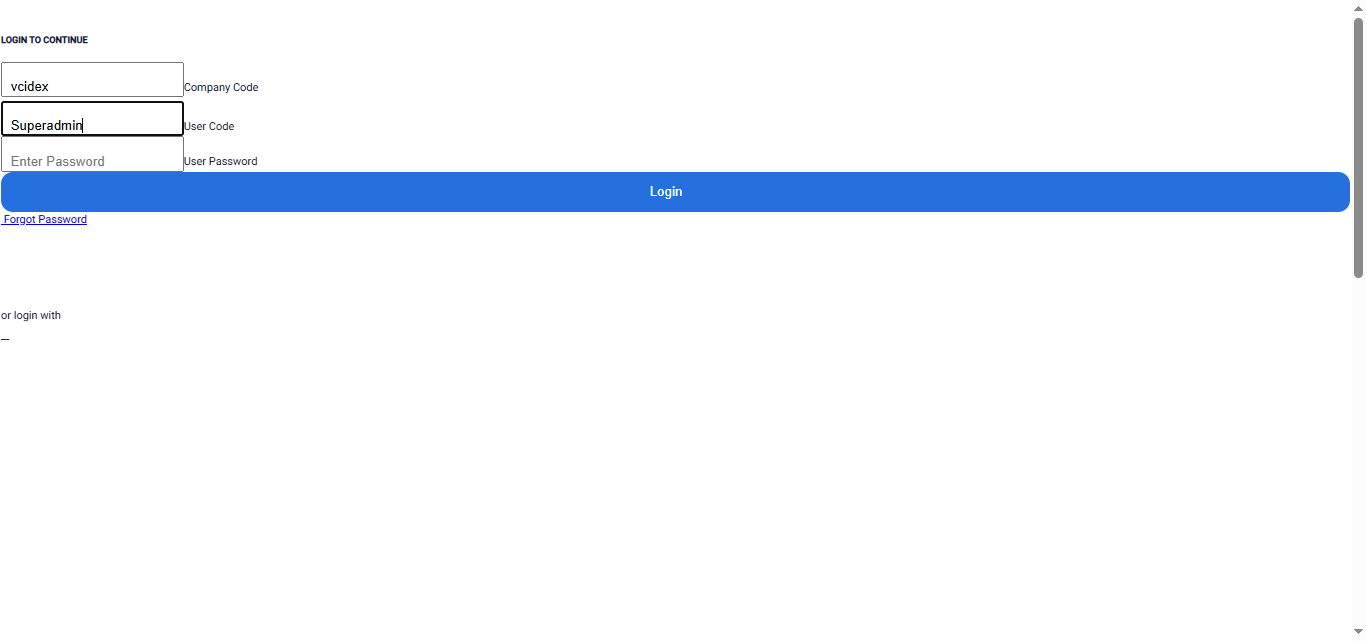 LOGIN TO CONTINUE
vcidex Company Code
Superadmin User Code
Enter Password User Password
Login
Forgot Password
or login with